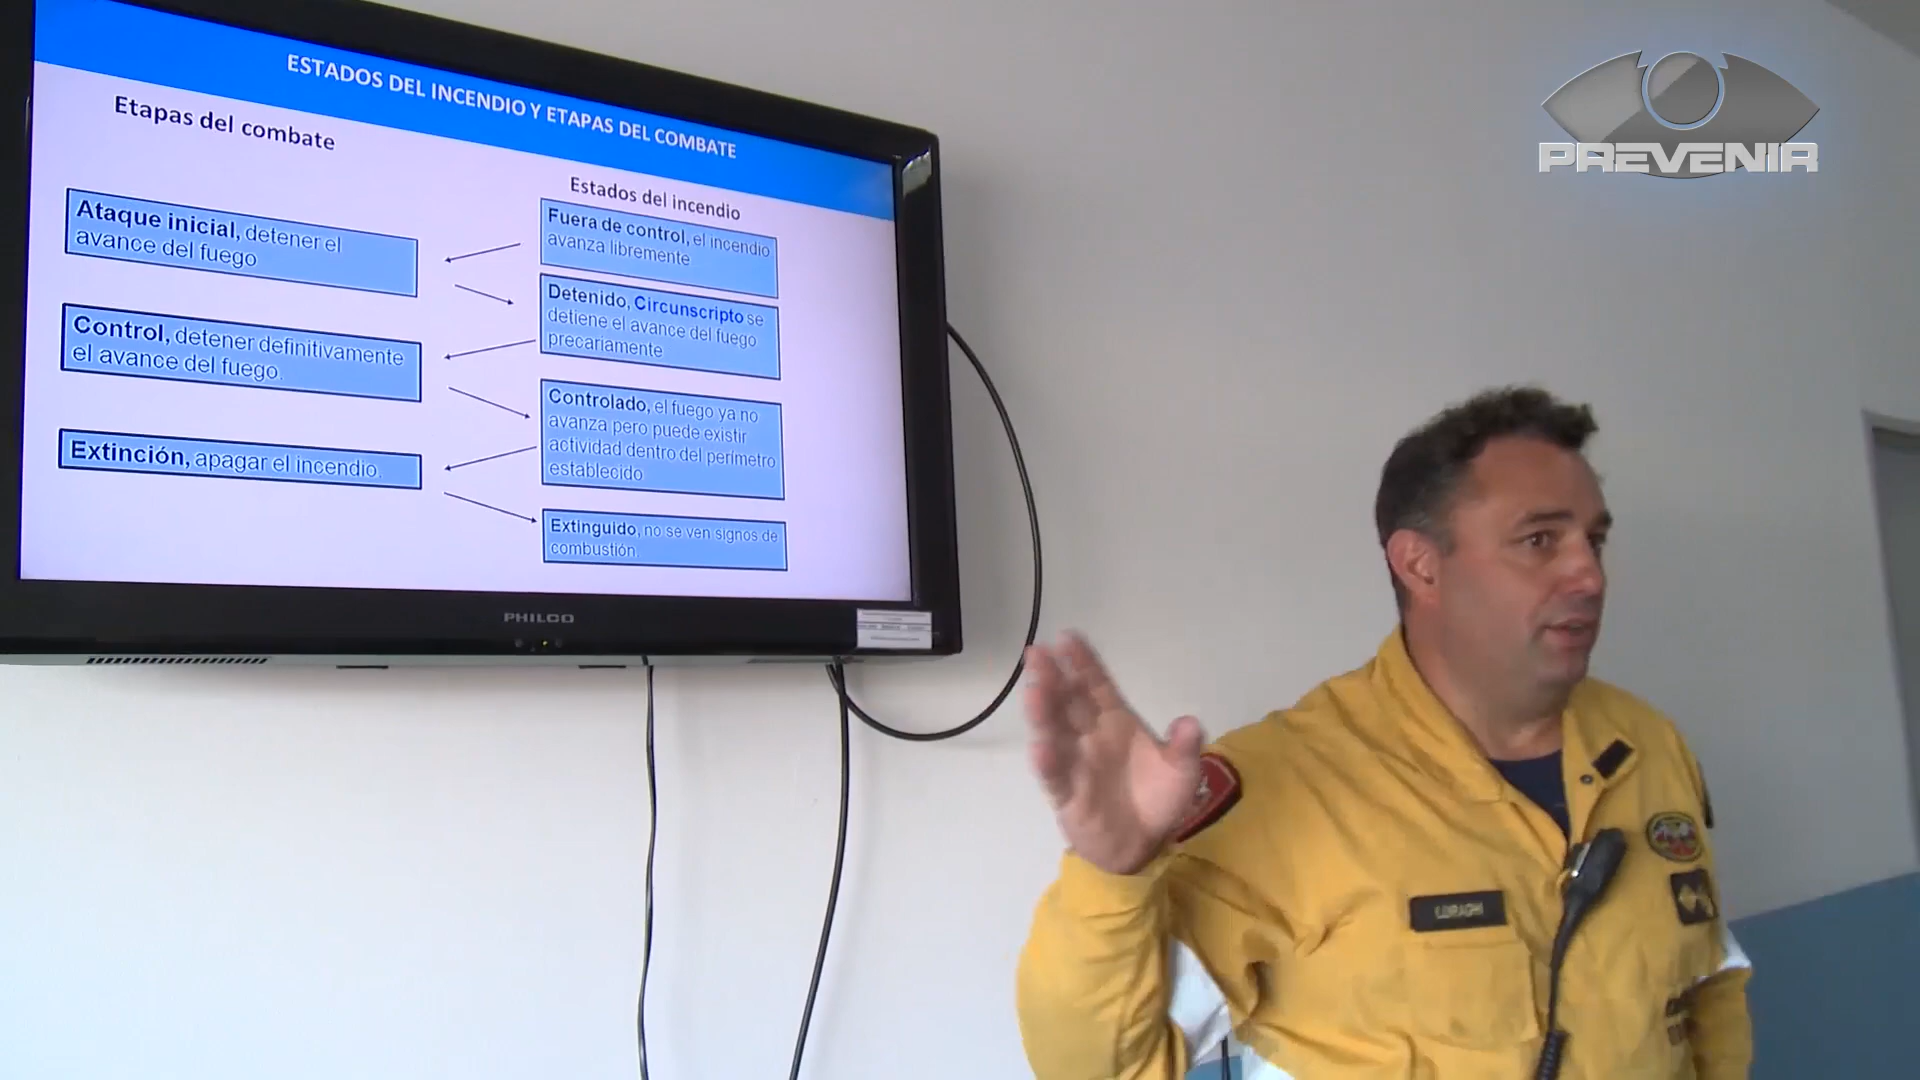 ESTADOS DEL INCENDIO Y ETAPAS DEL COMBATE
Etapas del combate
Ataque inicial, detener el
avance del fuego
Control, detener definitivamente
el avance del fuego.
Extinción, apagar el incendio.
Estados del incendio
Fuera de control, el incendio
avanza libremente
Detenido, Circunscripto se
detiene el avance del fuego
precariamente
Controlado, el fuego ya no
avanza pero puede existir
actividad dentro del perímetro
establecido
Extinguido, no se ven signos de
combustión.
PHILCO
PREVENIR